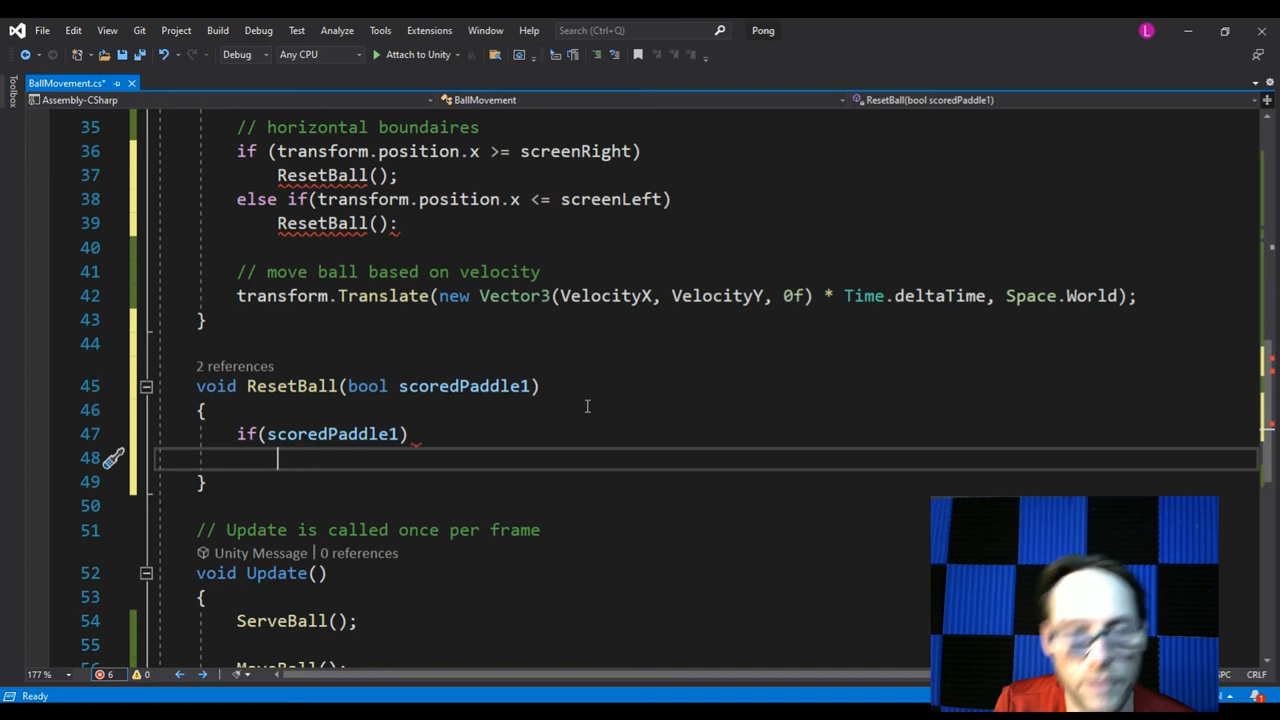 File Edit View Git Project Build Debug Test Analyze Tools Extensions Window Help Search (Ctrl+Q) Pong L
Debug Any CPU Attach to Unity
BallMovement.cs*
Toolbox
Assembly-CSharp BallMovement ResetBall(bool scoredPaddle1)
35 // horizontal boundaires
36 if (transform.position.x >= screenRight)
37 ResetBall();
38 else if(transform.position.x <= screenLeft)
39 ResetBall():
40
41 // move ball based on velocity
42 transform.Translate(new Vector3(VelocityX, VelocityY, 0f) * Time.deltaTime, Space.World);
43 }
44
2 references
45 void ResetBall(bool scoredPaddle1)
46 {
47 if(scoredPaddle1)
48
49 }
50
51 // Update is called once per frame
Unity Message | 0 references
52 void Update()
53 {
54 ServeBall();
55
56 MoveBall();
177 % 6 0 SPC CRLF
Ready 1